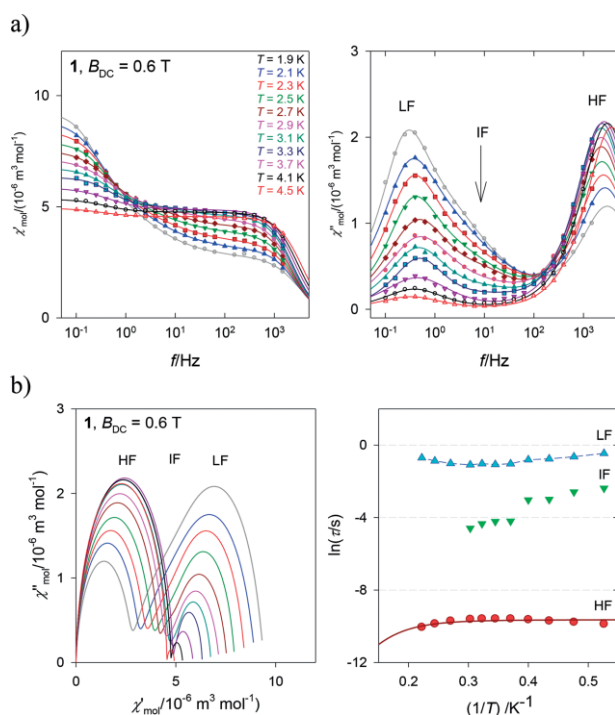 a)
1, B_DC = 0.6 T
T = 1.9 K
T = 2.1 K
T = 2.3 K
T = 2.5 K
T = 2.7 K
T = 2.9 K
T = 3.1 K
T = 3.3 K
T = 3.7 K
T = 4.1 K
T = 4.5 K
10
5
0
χ'mol/(10⁻⁶ m³ mol⁻¹)
10⁻¹ 10⁰ 10¹ 10² 10³
f/Hz
LF
IF
HF
3
2
1
0
χ"mol/(10⁻⁶ m³ mol⁻¹)
10⁻¹ 10⁰ 10¹ 10² 10³
f/Hz
b)
1, B_DC = 0.6 T
HF IF LF
3
2
1
0
χ"mol/10⁻⁶ m³ mol⁻¹)
0 5 10
χ'mol/10⁻⁶ m³ mol⁻¹)
LF
IF
HF
0
-4
-8
-12
ln(τ/s)
0.2 0.3 0.4 0.5
(1/T) /K⁻¹